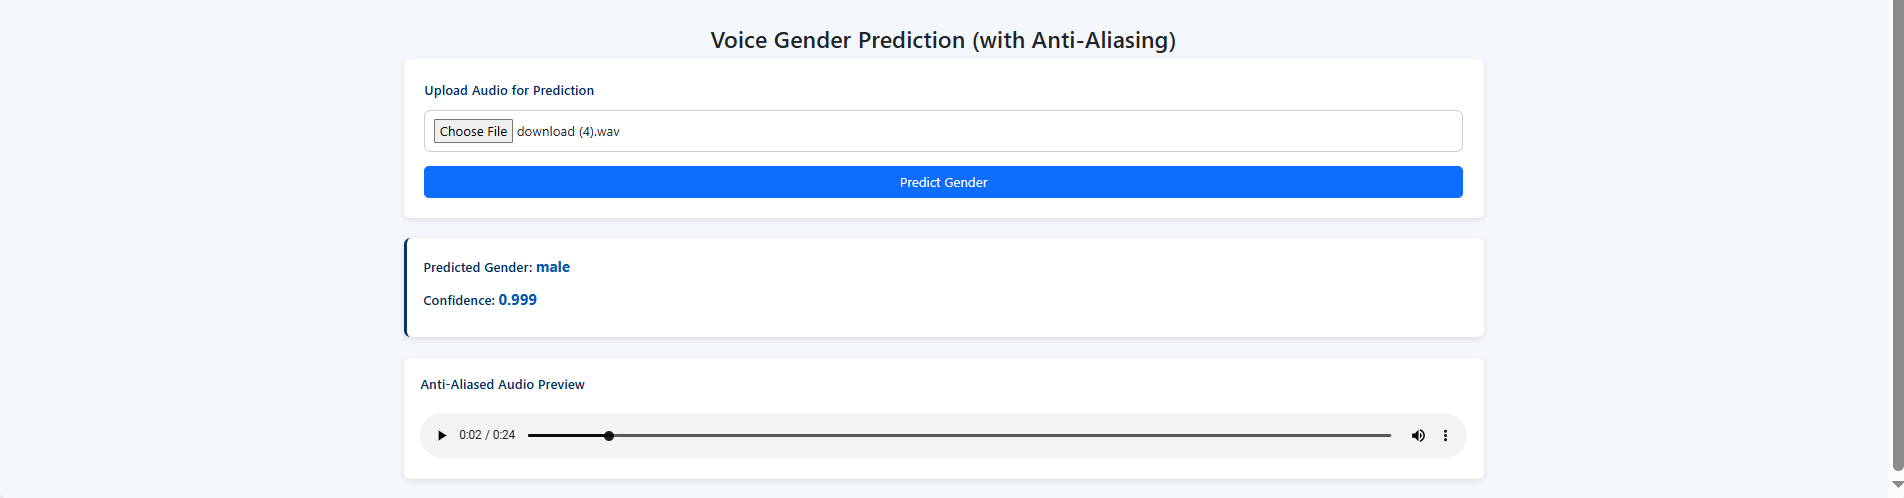 Voice Gender Prediction (with Anti-Aliasing)
Upload Audio for Prediction
Choose File download (4).wav
Predict Gender
Predicted Gender: male
Confidence: 0.999
Anti-Aliased Audio Preview
0:02 / 0:24